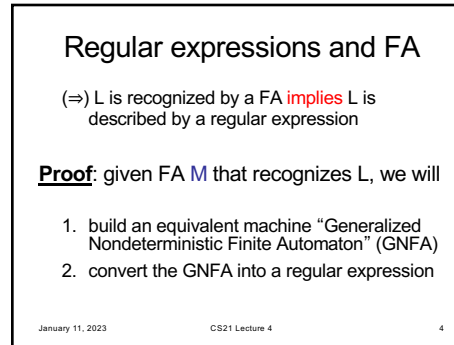 Regular expressions and FA
(⇒) L is recognized by a FA implies L is
described by a regular expression
Proof: given FA M that recognizes L, we will
1. build an equivalent machine “Generalized
Nondeterministic Finite Automaton” (GNFA)
2. convert the GNFA into a regular expression
January 11, 2023 CS21 Lecture 4 4